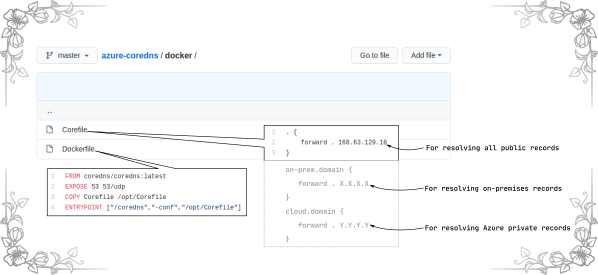 master
azure-coredns / docker /
Go to file
Add file
..
Corefile
Dockerfile
1 . {
2 forward . 168.63.129.16
3 }
For resolving all public records
on-prem.domain {
forward . X.X.X.X
}
For resolving on-premises records
cloud.domain {
forward . Y.Y.Y.Y
}
For resolving Azure private records
1 FROM coredns/coredns:latest
2 EXPOSE 53 53/udp
3 COPY Corefile /opt/Corefile
4 ENTRYPOINT ["/coredns","-conf","/opt/Corefile"]